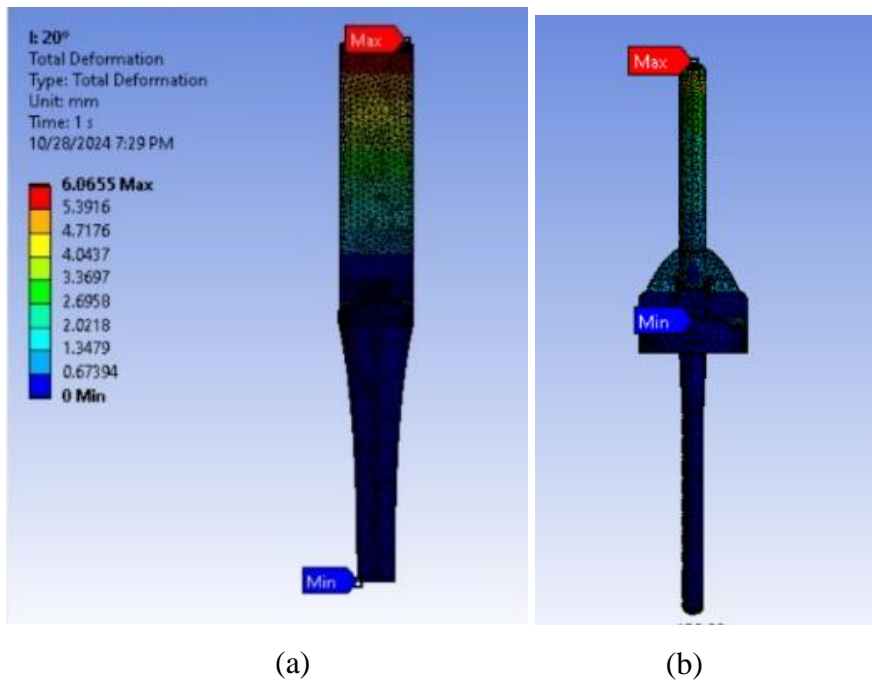 I: 20°
Total Deformation
Type: Total Deformation
Unit: mm
Time: 1 s
10/28/2024 7:29 PM
6.0655 Max
5.3916
4.7176
4.0437
3.3697
2.6958
2.0218
1.3479
0.67394
0 Min
Max
Min
Max
Min
(a)
(b)